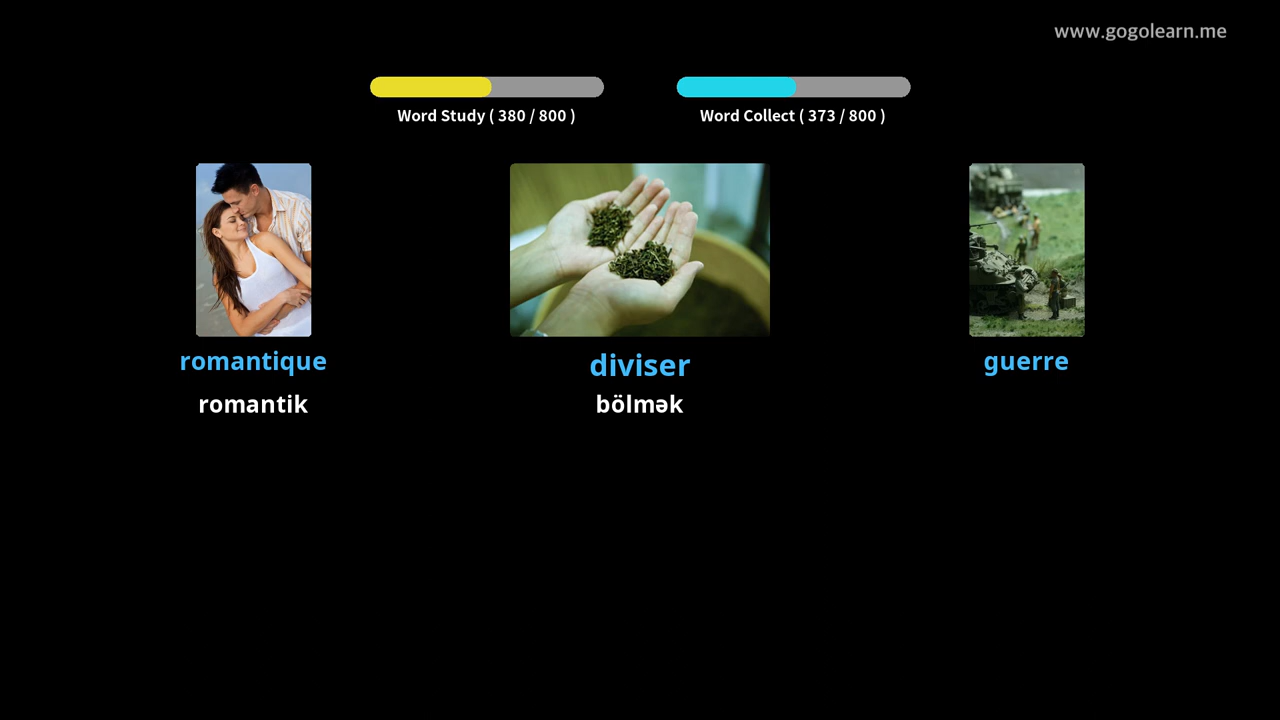 www.gogolearn.me
Word Study ( 380 / 800 )
Word Collect ( 373 / 800 )
romantique
diviser
guerre
romantik
bölmək